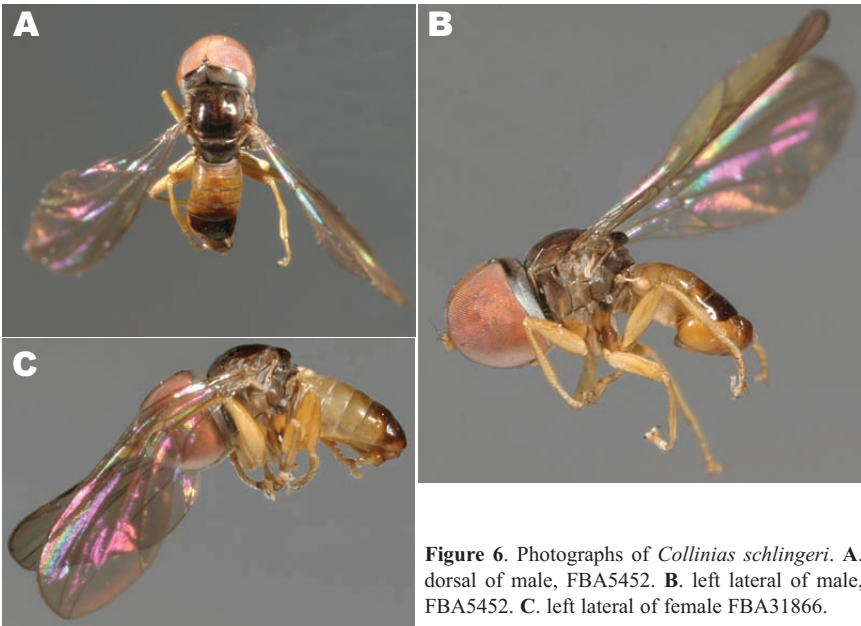 A
B
C
Figure 6. Photographs of Collinias schlingeri. A.
dorsal of male, FBA5452. B. left lateral of male,
FBA5452. C. left lateral of female FBA31866.